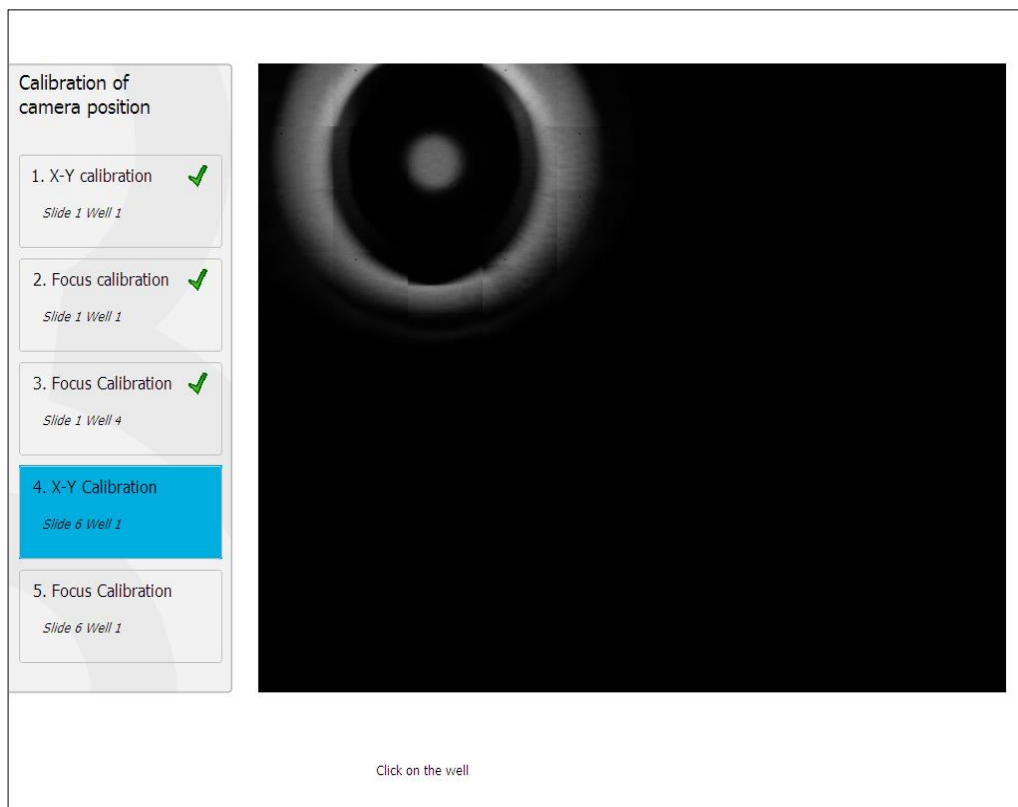 Calibration of
camera position
1. X-Y calibration
Slide 1 Well 1
2. Focus calibration
Slide 1 Well 1
3. Focus Calibration
Slide 1 Well 4
4. X-Y Calibration
Slide 6 Well 1
5. Focus Calibration
Slide 6 Well 1
Click on the well